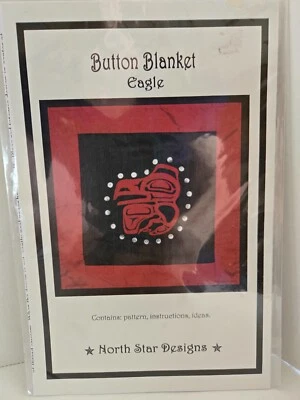 Button Blanket
Eagle
Contains: pattern, instructions, ideas.
★ North Star Designs ★